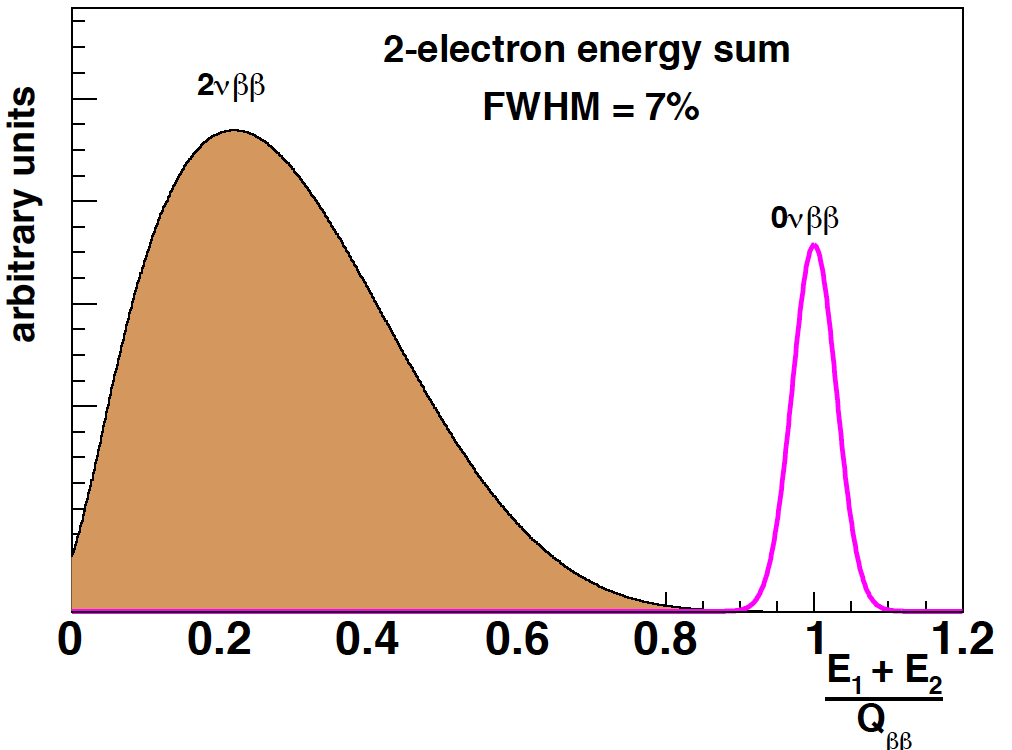 2-electron energy sum
FWHM = 7%
2νββ
0νββ
arbitrary units
0 0.2 0.4 0.6 0.8 1 1.2
E1 + E2
Qββ